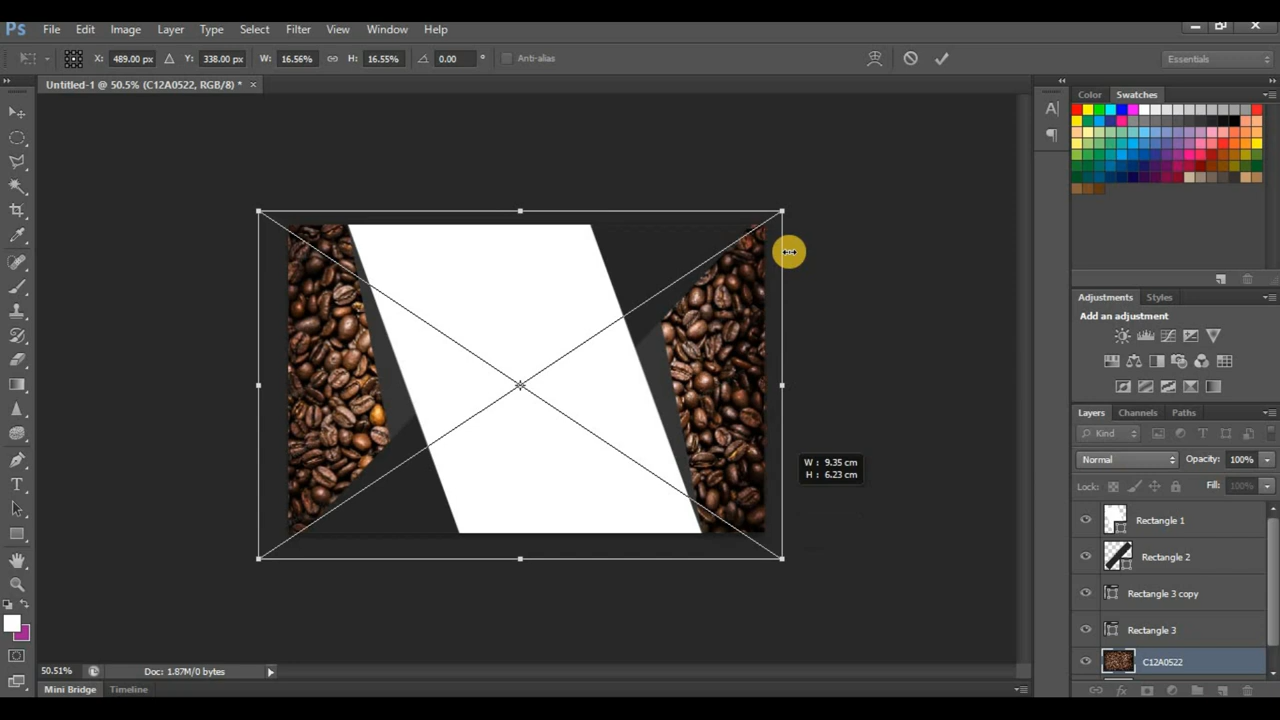 Ps File Edit Image Layer Type Select Filter View Window Help
X: 489.00 px Y: 338.00 px W: 16.56% H: 16.55% 0.00 ° Anti-alias Essentials
Untitled-1 @ 50.5% (C12A0522, RGB/8) * ×
Color Swatches
Adjustments Styles
Add an adjustment
Layers Channels Paths
Kind
Normal Opacity: 100%
W : 9.35 cm
H : 6.23 cm
Lock: Fill: 100%
Rectangle 1
Rectangle 2
Rectangle 3 copy
Rectangle 3
C12A0522
50.51% Doc: 1.87M/0 bytes
Mini Bridge Timeline